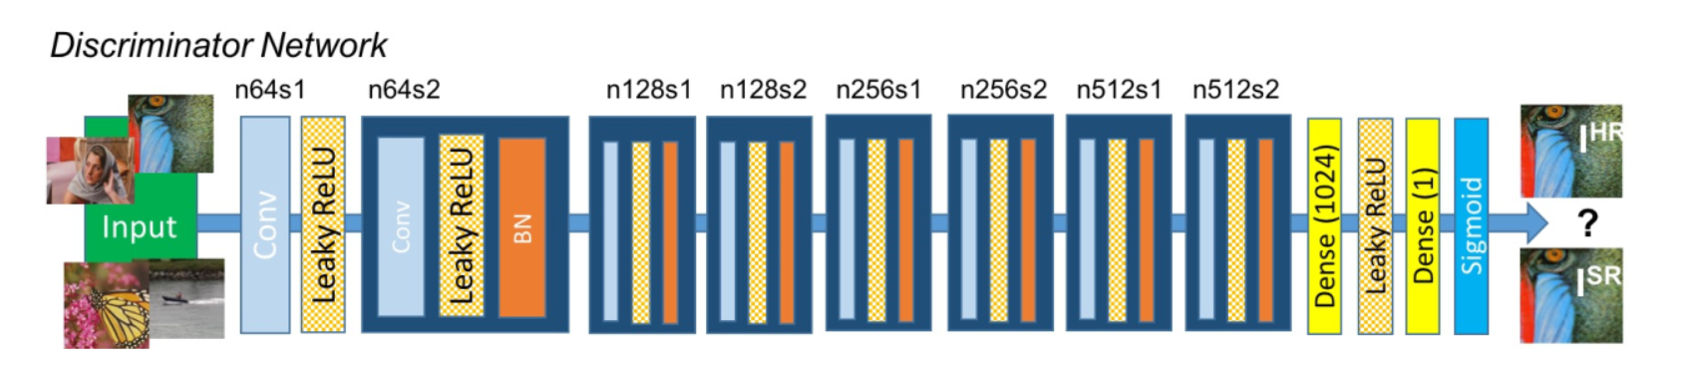 Discriminator Network
n64s1
n64s2
n128s1
n128s2
n256s1
n256s2
n512s1
n512s2
Input
Conv
Leaky ReLU
Conv
Leaky ReLU
BN
Dense (1024)
Leaky ReLU
Dense (1)
Sigmoid
I^HR
?
I^SR